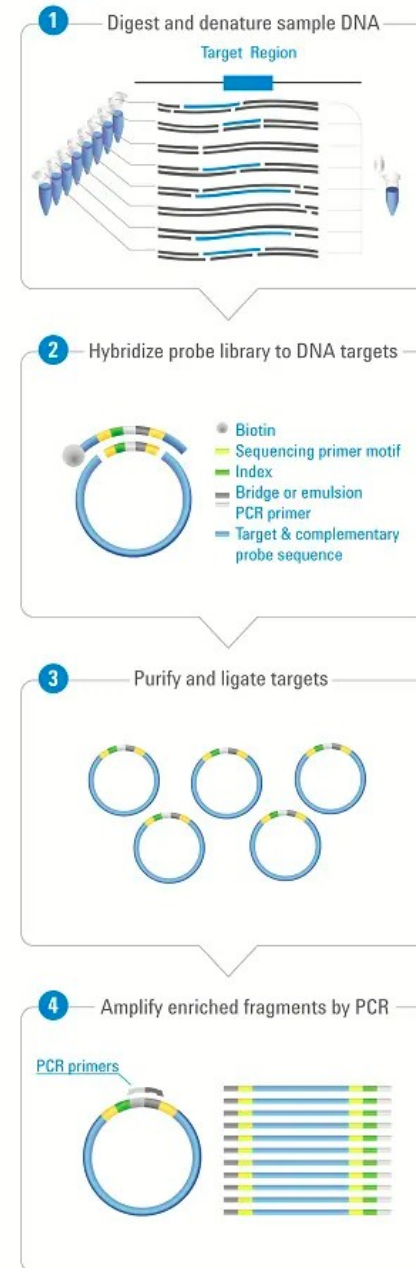 1 Digest and denature sample DNA
Target Region
2 Hybridize probe library to DNA targets
Biotin
Sequencing primer motif
Index
Bridge or emulsion
PCR primer
Target & complementary
probe sequence
3 Purify and ligate targets
4 Amplify enriched fragments by PCR
PCR primers